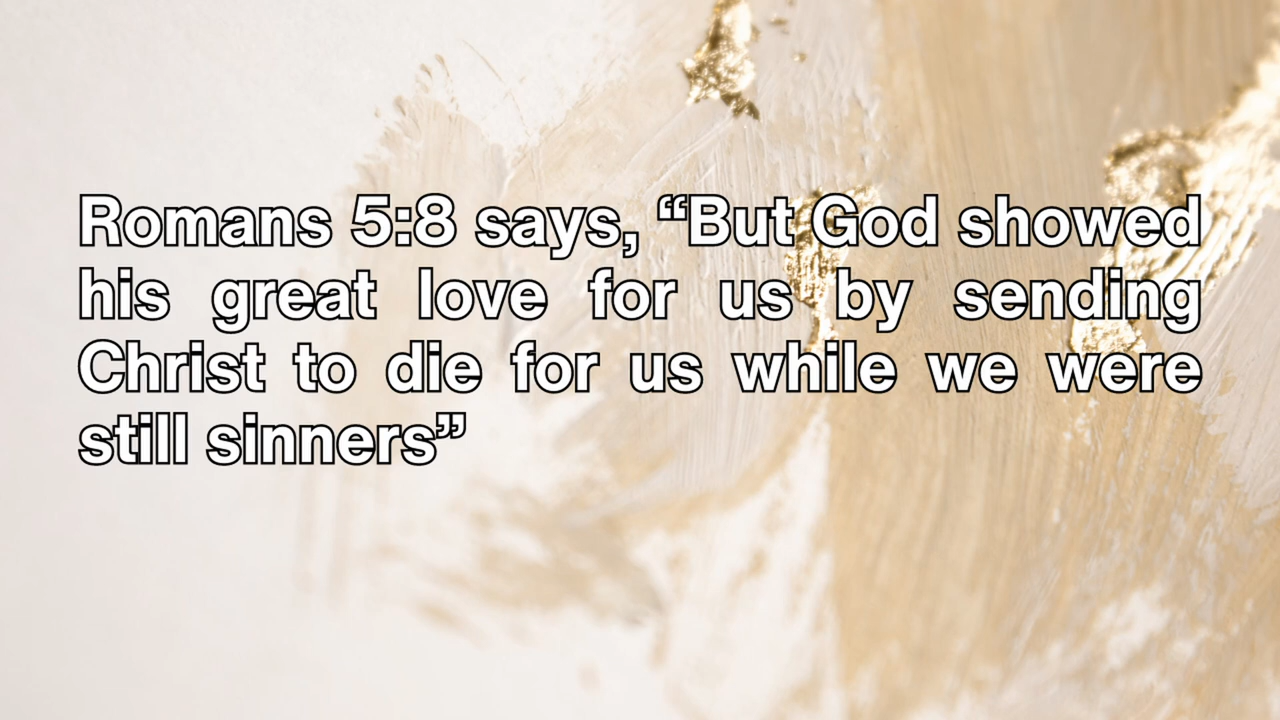 Romans 5:8 says, “But God showed
his great love for us by sending
Christ to die for us while we were
still sinners”